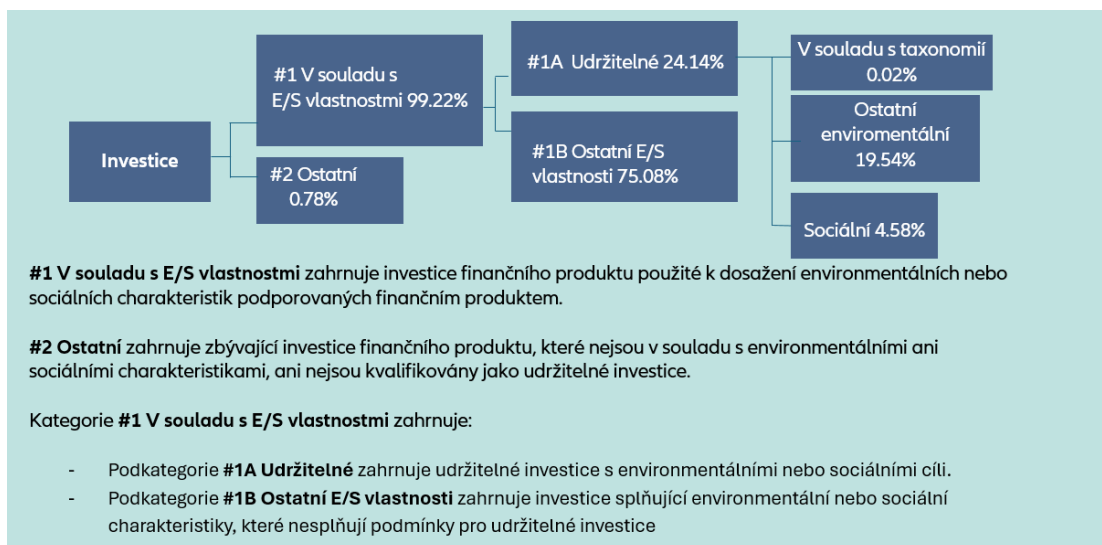 Investice
#1 V souladu s
E/S vlastnostmi 99.22%
#2 Ostatní
0.78%
#1A Udržitelné 24.14%
#1B Ostatní E/S
vlastnosti 75.08%
V souladu s taxonomií
0.02%
Ostatní
enviromentální
19.54%
Sociální 4.58%
#1 V souladu s E/S vlastnostmi zahrnuje investice finančního produktu použité k dosažení environmentálních nebo
sociálních charakteristik podporovaných finančním produktem.
#2 Ostatní zahrnuje zbývající investice finančního produktu, které nejsou v souladu s environmentálními ani
sociálními charakteristikami, ani nejsou kvalifikovány jako udržitelné investice.
Kategorie #1 V souladu s E/S vlastnostmi zahrnuje:
- Podkategorie #1A Udržitelné zahrnuje udržitelné investice s environmentálními nebo sociálními cíli.
- Podkategorie #1B Ostatní E/S vlastnosti zahrnuje investice splňující environmentální nebo sociální
charakteristiky, které nesplňují podmínky pro udržitelné investice